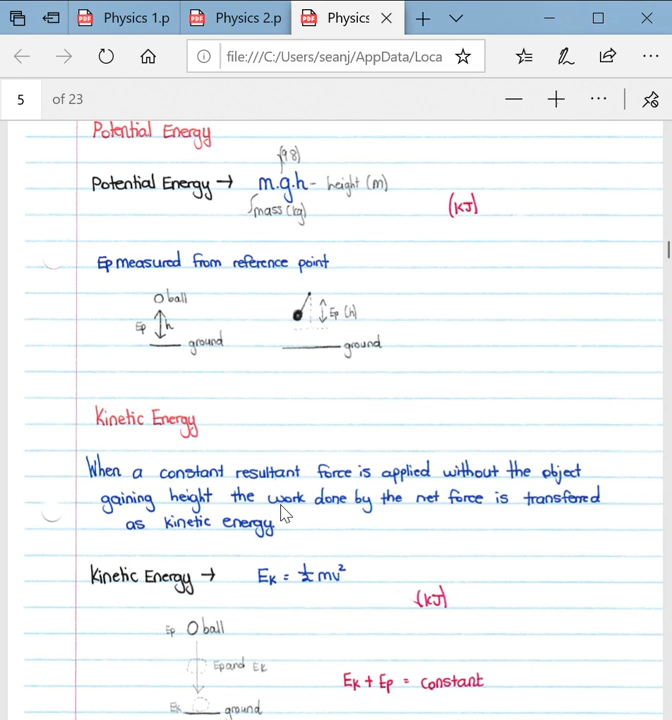 Physics 1.p
Physics 2.p
Physics
file:///C:/Users/seanj/AppData/Loca
5 of 23
Potential Energy
(9.8)
Potential Energy → m.g.h - height (m)
mass (kg)
(KJ)
Ep measured from reference point
O ball
Ep h
ground
Ep (h)
ground
Kinetic Energy
When a constant resultant force is applied without the object
gaining height the work done by the net force is transferred
as kinetic energy
Kinetic Energy → Ek = ½ mv²
(KJ)
Ep O ball
Ep and Ek
Ek + Ep = constant
Ek ground